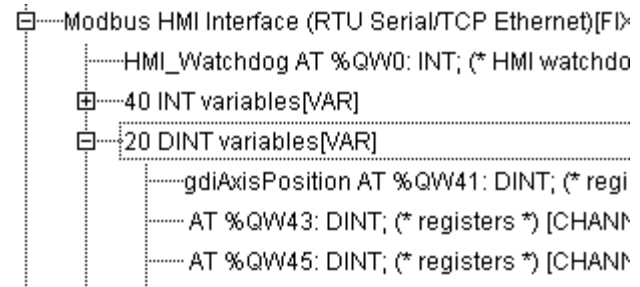 Modbus HMI Interface (RTU Serial/TCP Ethernet)[FIX
HMI_Watchdog AT %QW0: INT; (* HMI watchdo
40 INT variables[VAR]
20 DINT variables[VAR]
gdiAxisPosition AT %QW41: DINT; (* regi
AT %QW43: DINT; (* registers *) [CHANN
AT %QW45: DINT; (* registers *) [CHANN